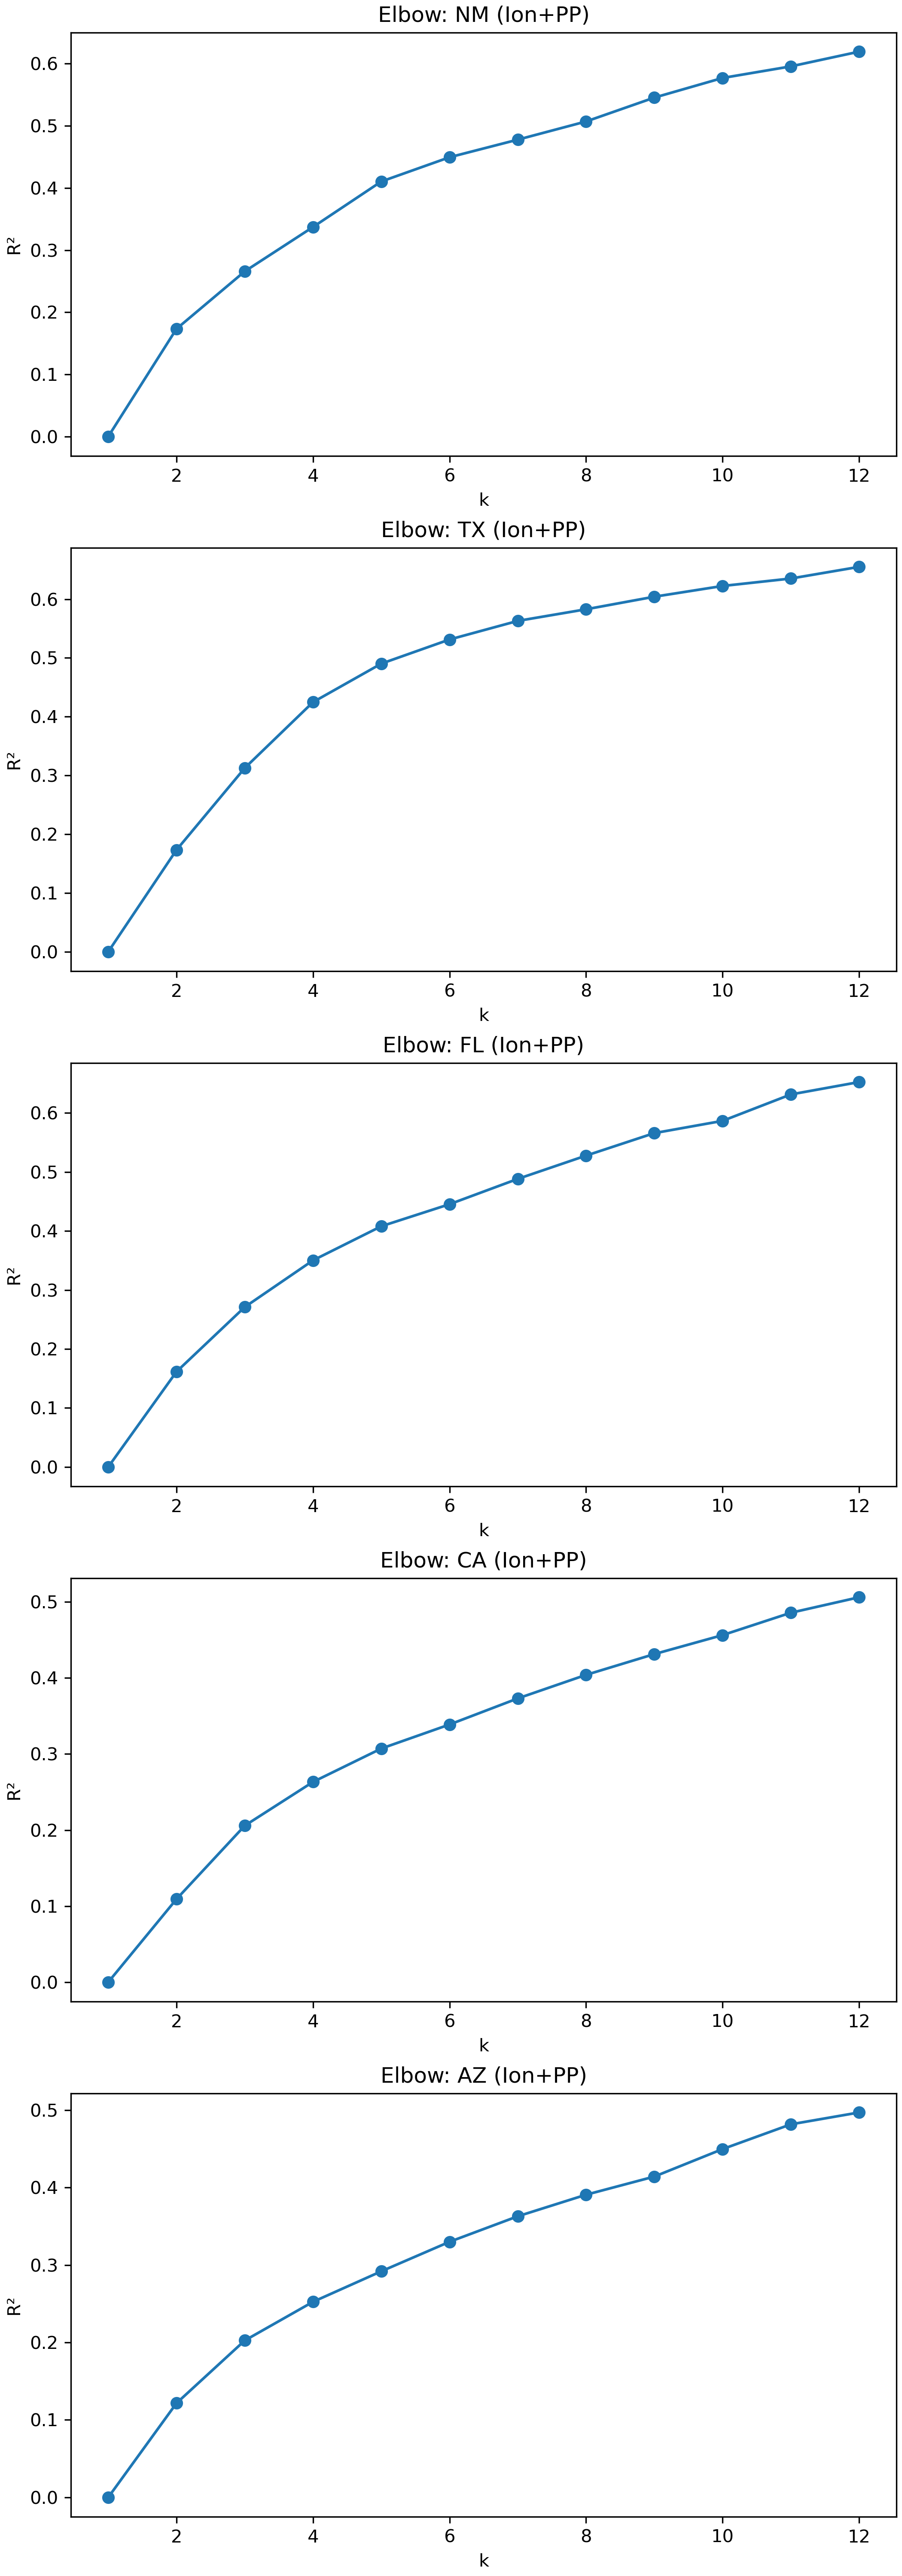 Elbow: NM (Ion+PP)
0.6
0.5
0.4
0.3
0.2
0.1
0.0
R²
2 4 6 8 10 12
k
Elbow: TX (Ion+PP)
0.6
0.5
0.4
0.3
0.2
0.1
0.0
R²
2 4 6 8 10 12
k
Elbow: FL (Ion+PP)
0.6
0.5
0.4
0.3
0.2
0.1
0.0
R²
2 4 6 8 10 12
k
Elbow: CA (Ion+PP)
0.5
0.4
0.3
0.2
0.1
0.0
R²
2 4 6 8 10 12
k
Elbow: AZ (Ion+PP)
0.5
0.4
0.3
0.2
0.1
0.0
R²
2 4 6 8 10 12
k